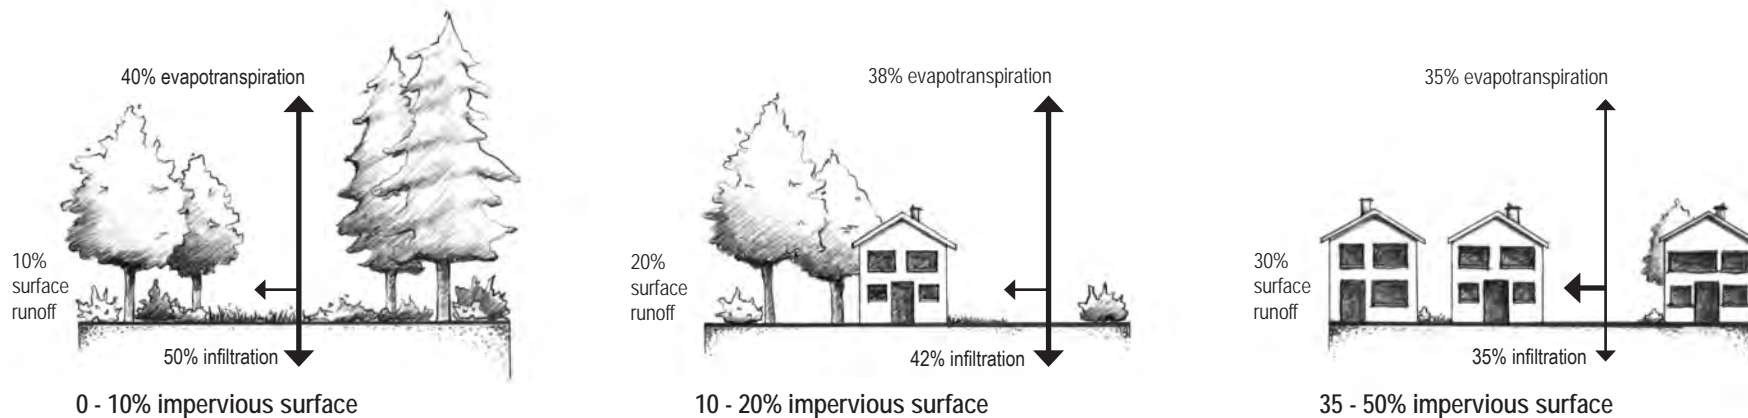 40% evapotranspiration
10%
surface
runoff
50% infiltration
0 - 10% impervious surface
38% evapotranspiration
20%
surface
runoff
42% infiltration
10 - 20% impervious surface
35% evapotranspiration
30%
surface
runoff
35% infiltration
35 - 50% impervious surface